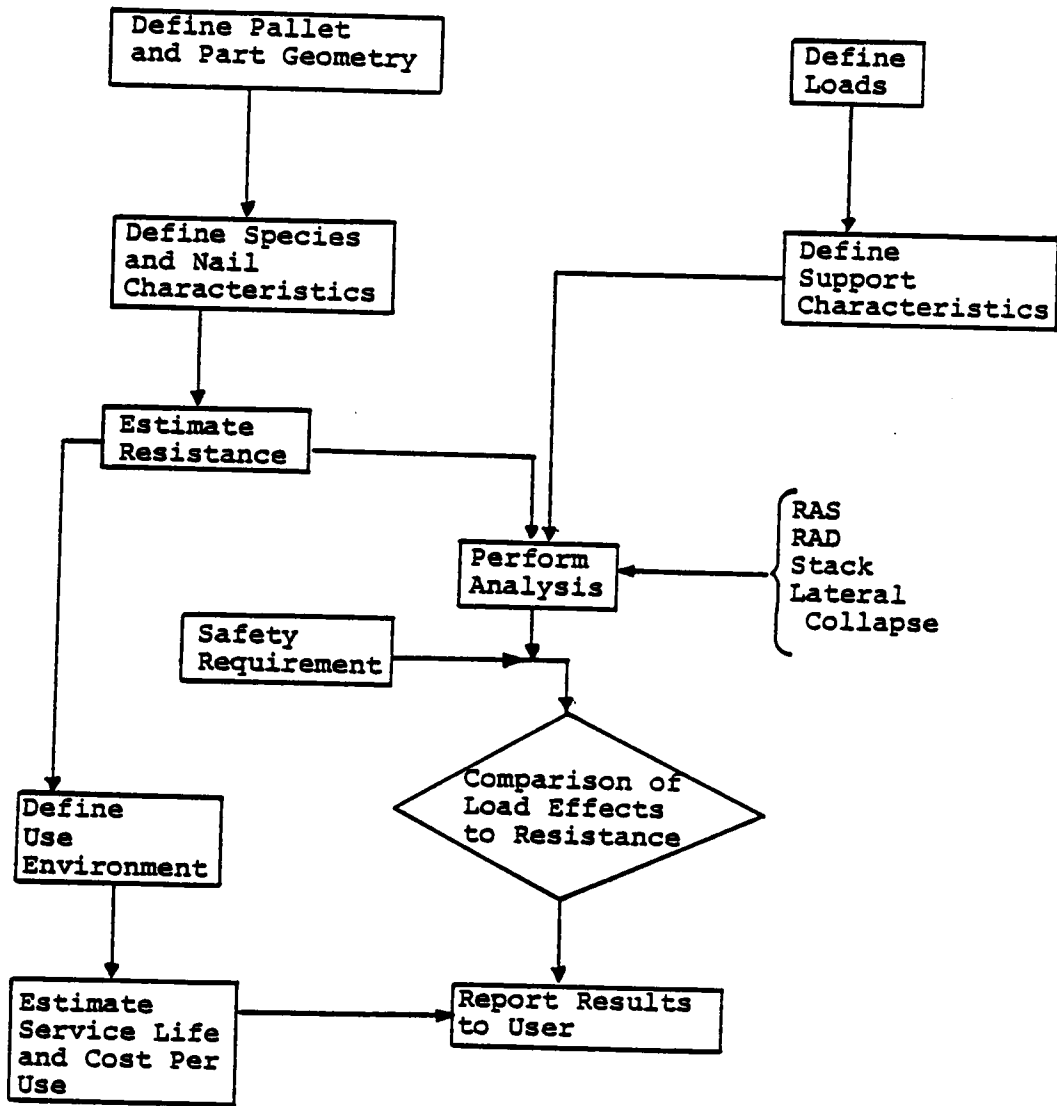 Define Pallet
and Part Geometry
Define
Loads
Define Species
and Nail
Characteristics
Define
Support
Characteristics
Estimate
Resistance
RAS
RAD
Stack
Lateral
Collapse
Perform
Analysis
Safety
Requirement
Comparison of
Load Effects
to Resistance
Define
Use
Environment
Estimate
Service Life
and Cost Per
Use
Report Results
to User